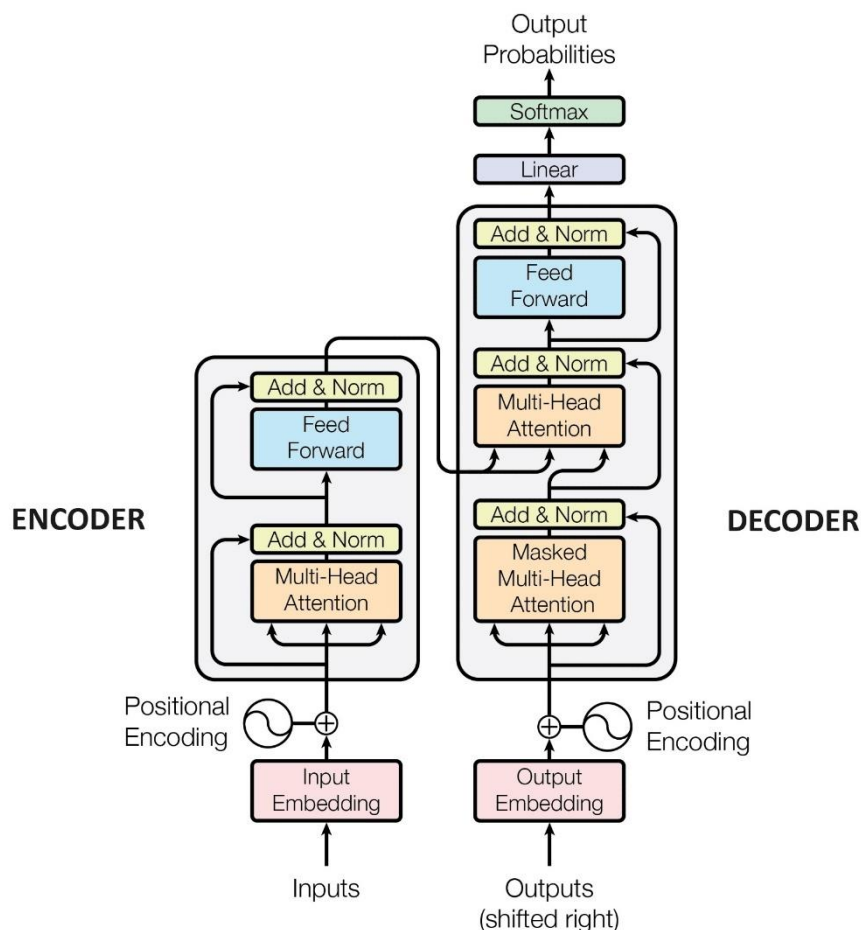 Output
Probabilities
Softmax
Linear
Add & Norm
Feed
Forward
Add & Norm
Multi-Head
Attention
Add & Norm
Masked
Multi-Head
Attention
DECODER
Positional
Encoding
Output
Embedding
Outputs
(shifted right)
ENCODER
Add & Norm
Feed
Forward
Add & Norm
Multi-Head
Attention
Positional
Encoding
Input
Embedding
Inputs